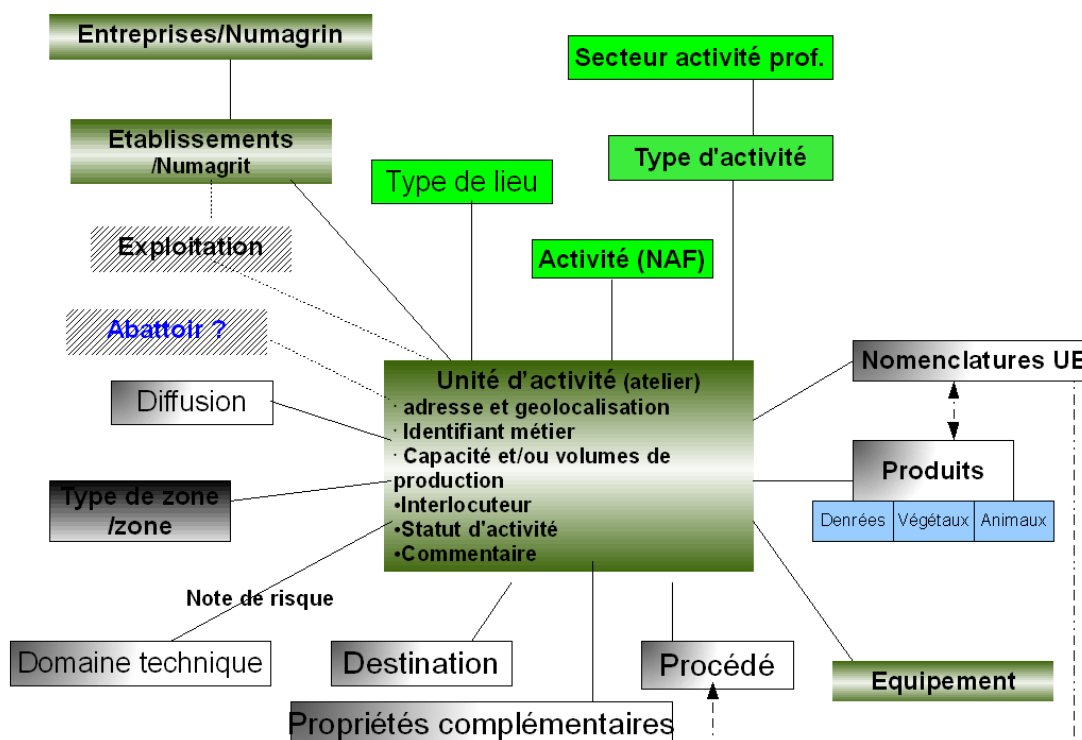 Entreprises/Numagrin
Secteur activité prof.
Etablissements
/Numagrit
Type d'activité
Type de lieu
Exploitation
Activité (NAF)
Abattoir ?
Nomenclatures UE
Unité d'activité (atelier)
· adresse et geolocalisation
· Identifiant métier
· Capacité et/ou volumes de
production
•Interlocuteur
•Statut d'activité
•Commentaire
Diffusion
Produits
Denrées Végétaux Animaux
Type de zone
/zone
Note de risque
Domaine technique
Destination
Procédé
Equipement
Propriétés complémentaires